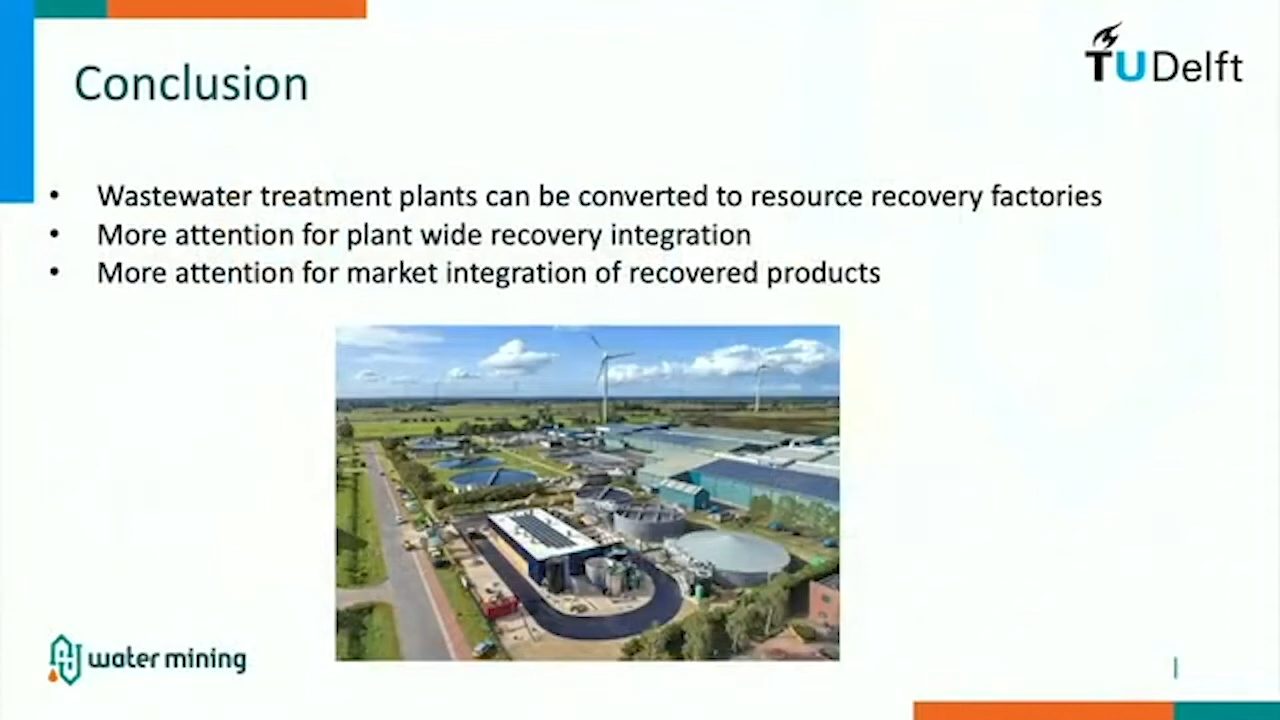 Conclusion
TU Delft
• Wastewater treatment plants can be converted to resource recovery factories
• More attention for plant wide recovery integration
• More attention for market integration of recovered products
water mining